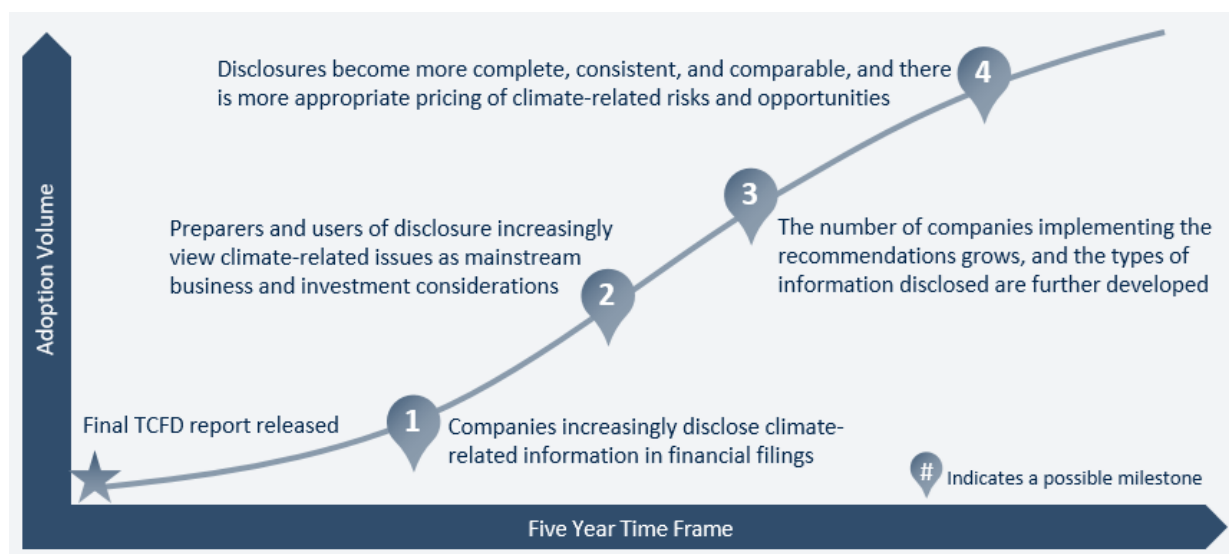 Disclosures become more complete, consistent, and comparable, and there
is more appropriate pricing of climate-related risks and opportunities
4
3
Preparers and users of disclosure increasingly
view climate-related issues as mainstream
business and investment considerations
The number of companies implementing the
recommendations grows, and the types of
information disclosed are further developed
2
Adoption Volume
Final TCFD report released
1
Companies increasingly disclose climate-
related information in financial filings
# Indicates a possible milestone
Five Year Time Frame